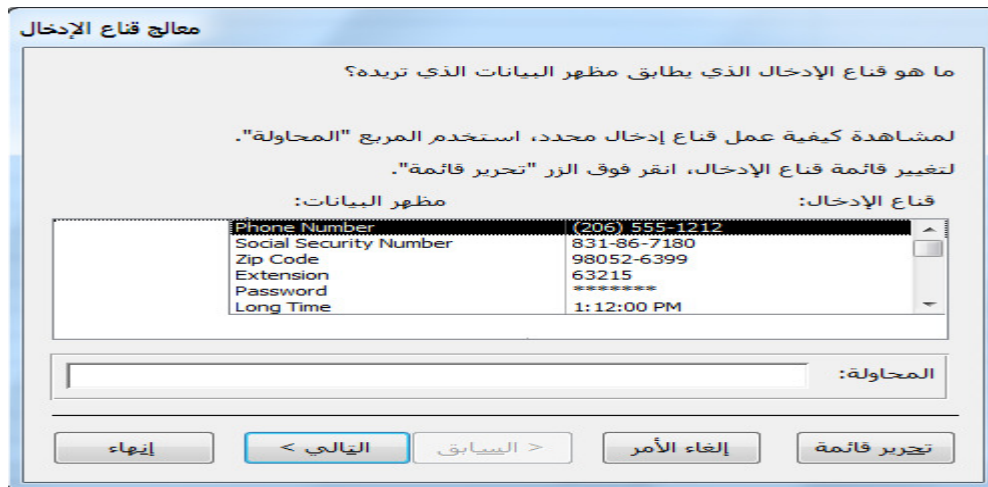 معالج قناع الإدخال
ما هو قناع الإدخال الذي يطابق مظهر البيانات الذي تريده؟
لمشاهدة كيفية عمل قناع إدخال محدد، استخدم المربع "المحاولة".
لتغيير قائمة قناع الإدخال، انقر فوق الزر "تحرير قائمة".
قناع الإدخال: مظهر البيانات:
Phone Number (206) 555-1212
Social Security Number 831-86-7180
Zip Code 98052-6399
Extension 63215
Password *******
Long Time 1:12:00 PM
المحاولة:
تحرير قائمة إلغاء الأمر < السابق التالي > إنهاء